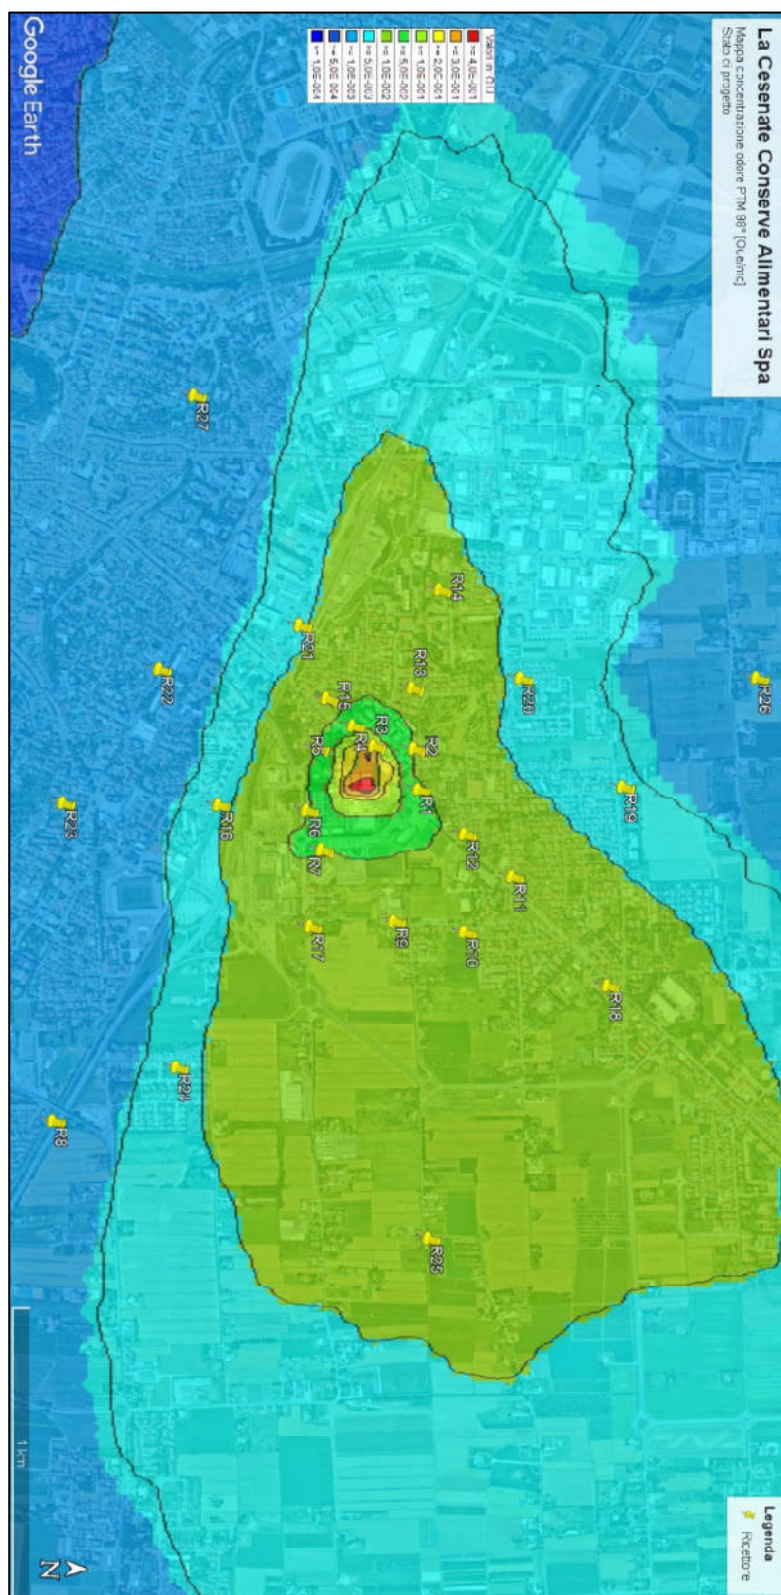 La Cesenate Conserve Alimentari Spa
Mappa concentrazione odore PTM 98° [Oue/mc]
Stato di progetto
Legenda
Ricettore
Valori in OU
>= 4,0E-001
>= 3,0E-001
>= 2,0E-001
>= 1,0E-001
>= 5,0E-002
>= 1,0E-002
>= 5,0E-003
>= 1,0E-003
>= 5,0E-004
>= 1,0E-004
R26
R19
R18
R20
R11
R12
R10
R14
R13
R2
R1
R25
R9
R3
R4
R15
R5
R6
R7
R17
R21
R16
R27
R22
R24
R23
R8
Google Earth
1 km
N